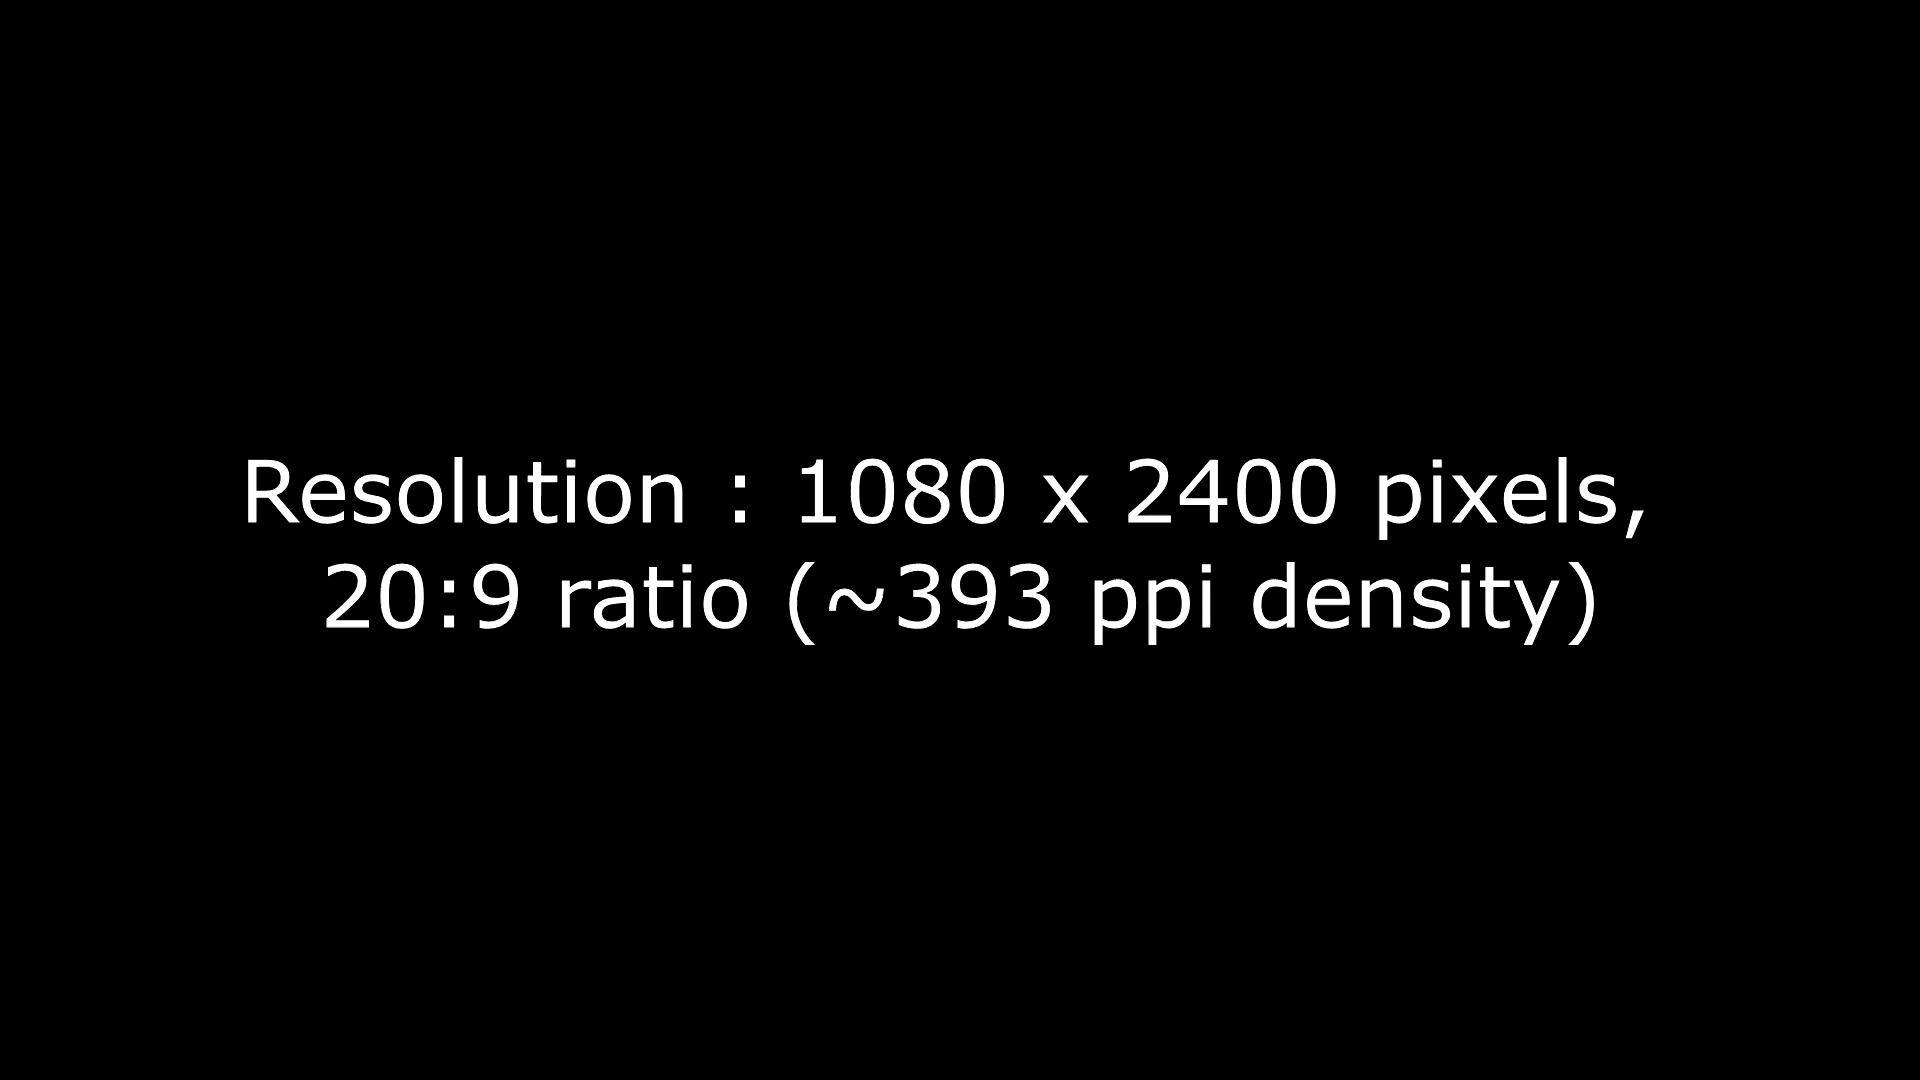 Resolution : 1080 x 2400 pixels,
20:9 ratio (~393 ppi density)